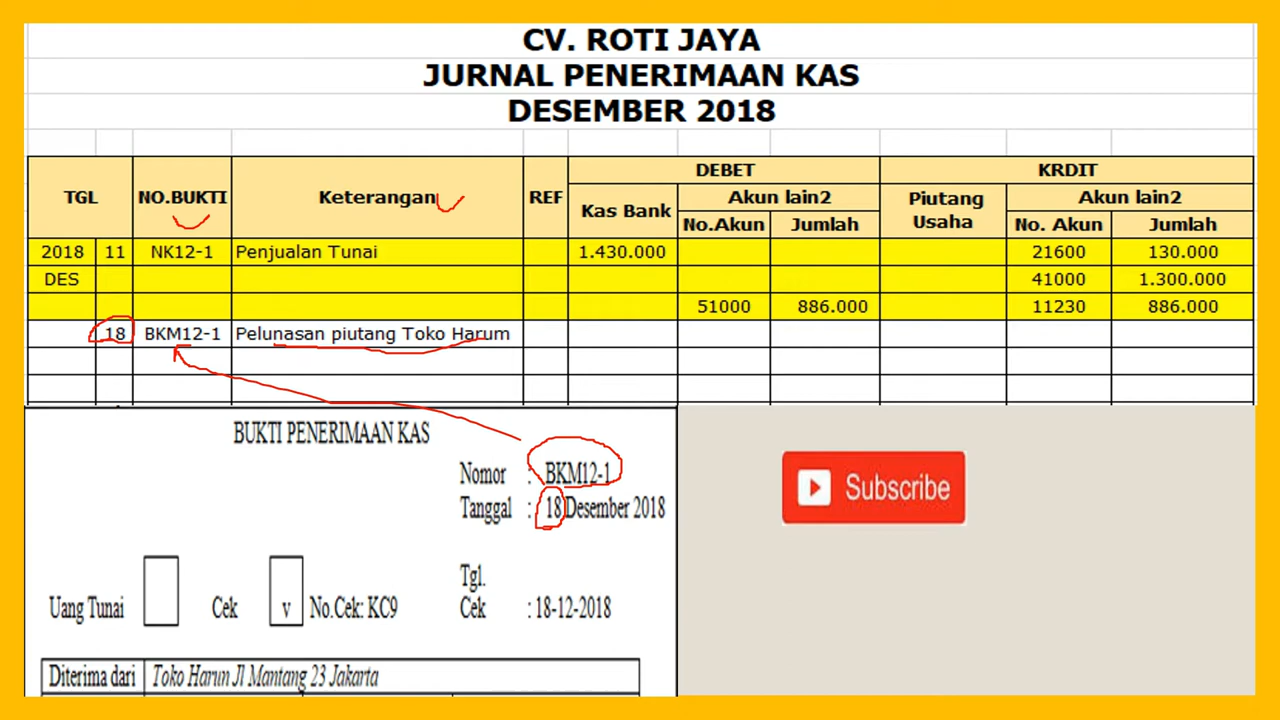 CV. ROTI JAYA
JURNAL PENERIMAAN KAS
DESEMBER 2018
TGL NO.BUKTI Keterangan REF DEBET KRDIT
Kas Bank Akun lain2 Piutang Usaha Akun lain2
No.Akun Jumlah No. Akun Jumlah
2018 11 NK12-1 Penjualan Tunai 1.430.000 21600 130.000
DES 41000 1.300.000
51000 886.000 11230 886.000
18 BKM12-1 Pelunasan piutang Toko Harum
BUKTI PENERIMAAN KAS
Nomor : BKM12-1
Tanggal : 18 Desember 2018
Uang Tunai Cek v No.Cek: KC9 Tgl. Cek : 18-12-2018
Diterima dari Toko Harun Jl Mantang 23 Jakarta
Subscribe